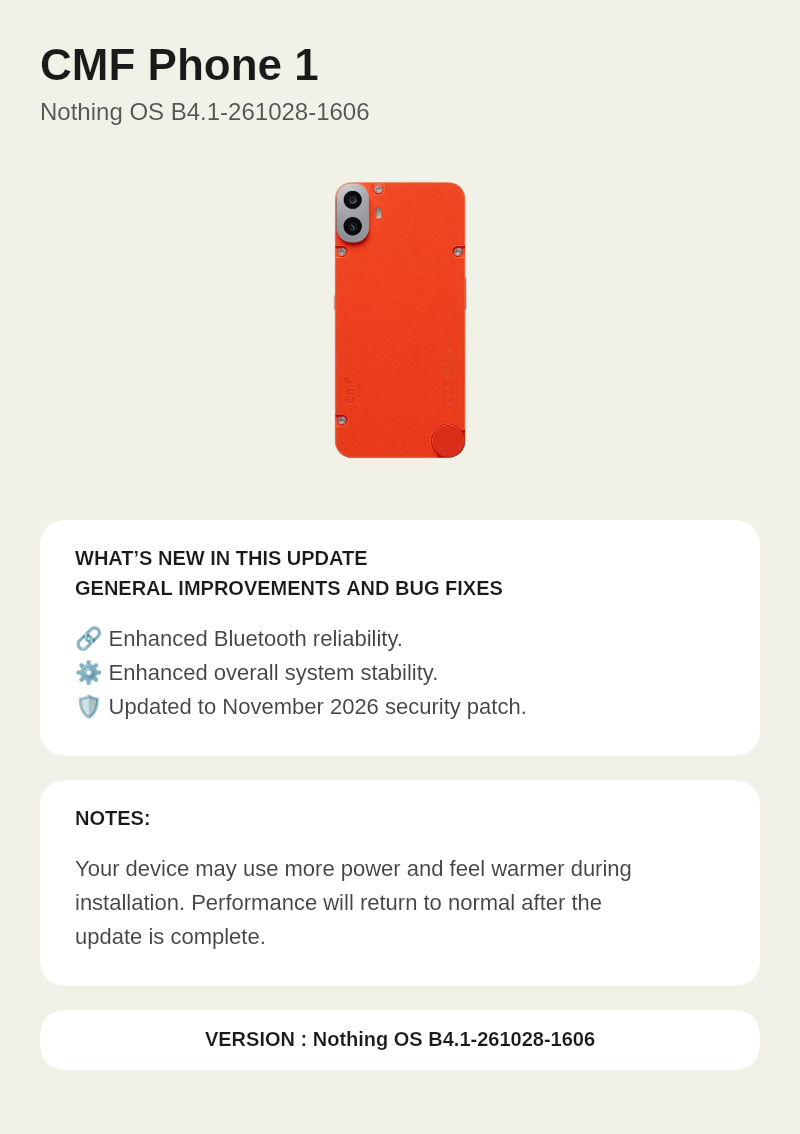 CMF Phone 1
Nothing OS B4.1-261028-1606
cmf
WHAT’S NEW IN THIS UPDATE
GENERAL IMPROVEMENTS AND BUG FIXES
🔗 Enhanced Bluetooth reliability.
⚙️ Enhanced overall system stability.
🛡️ Updated to November 2026 security patch.
NOTES:
Your device may use more power and feel warmer during
installation. Performance will return to normal after the
update is complete.
VERSION : Nothing OS B4.1-261028-1606